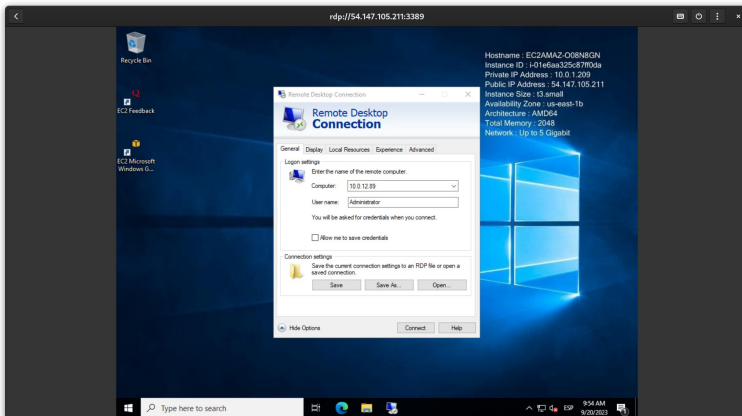 rdp://54.147.105.211:3389
Recycle Bin
EC2 Feedback
EC2 Microsoft
Windows G...
Hostname : EC2AMAZ-O08N8GN
Instance ID : i-01e6aa325c87ff0da
Private IP Address : 10.0.1.209
Public IP Address : 54.147.105.211
Instance Size : t3.small
Availability Zone : us-east-1b
Architecture : AMD64
Total Memory : 2048
Network : Up to 5 Gigabit
Remote Desktop Connection
Remote Desktop
Connection
General Display Local Resources Experience Advanced
Logon settings
Enter the name of the remote computer.
Computer: 10.0.12.89
User name: Administrator
You will be asked for credentials when you connect.
Allow me to save credentials
Connection settings
Save the current connection settings to an RDP file or open a
saved connection.
Save Save As... Open...
Hide Options Connect Help
Type here to search
ESP
9:54 AM
9/20/2023